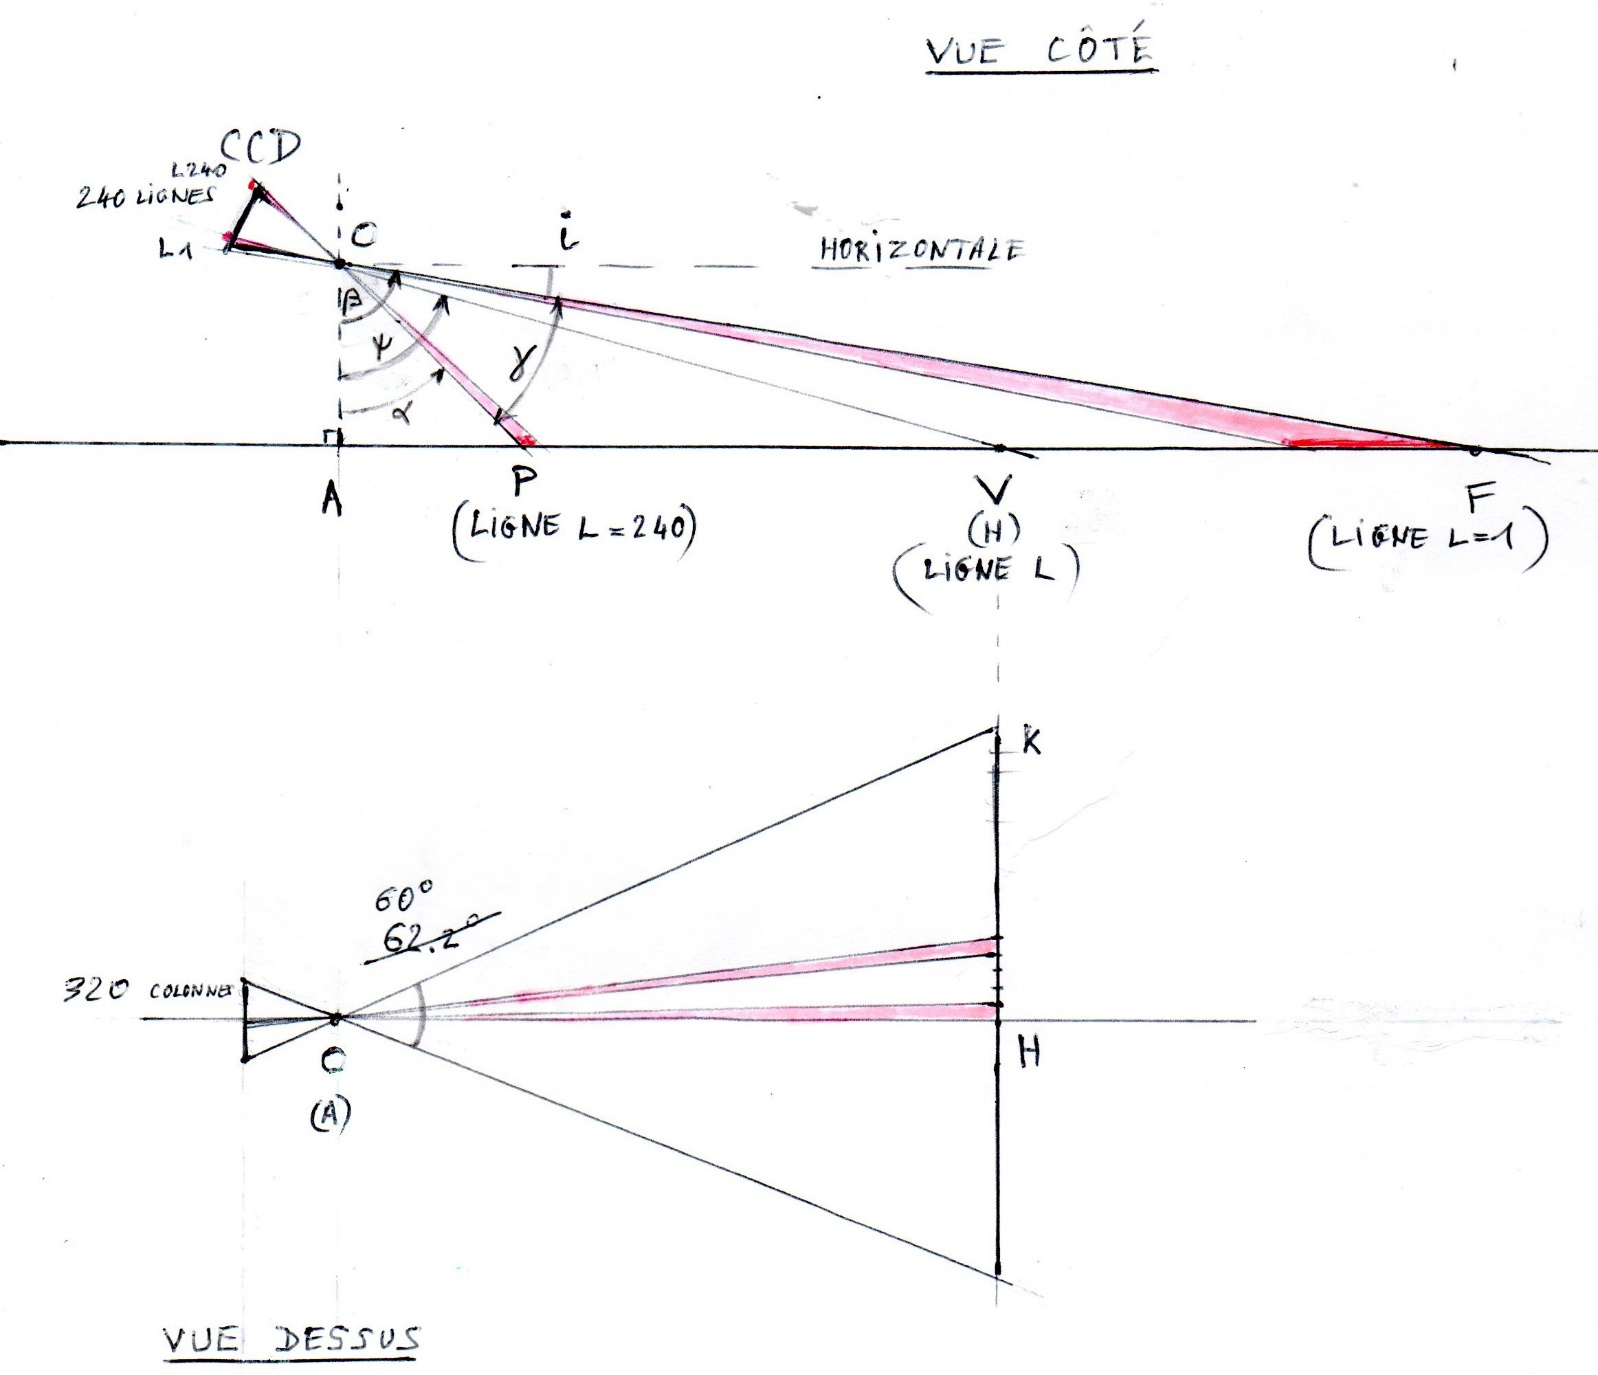 VUE CÔTÉ
CCD
L240
240 LIGNES
L1
O
i
HORIZONTALE
β
ψ
γ
α
A
P
(LIGNE L=240)
V
(H)
(LIGNE L)
F
(LIGNE L=1)
K
60°
62.2°
320 COLONNES
O
(A)
H
VUE DESSUS